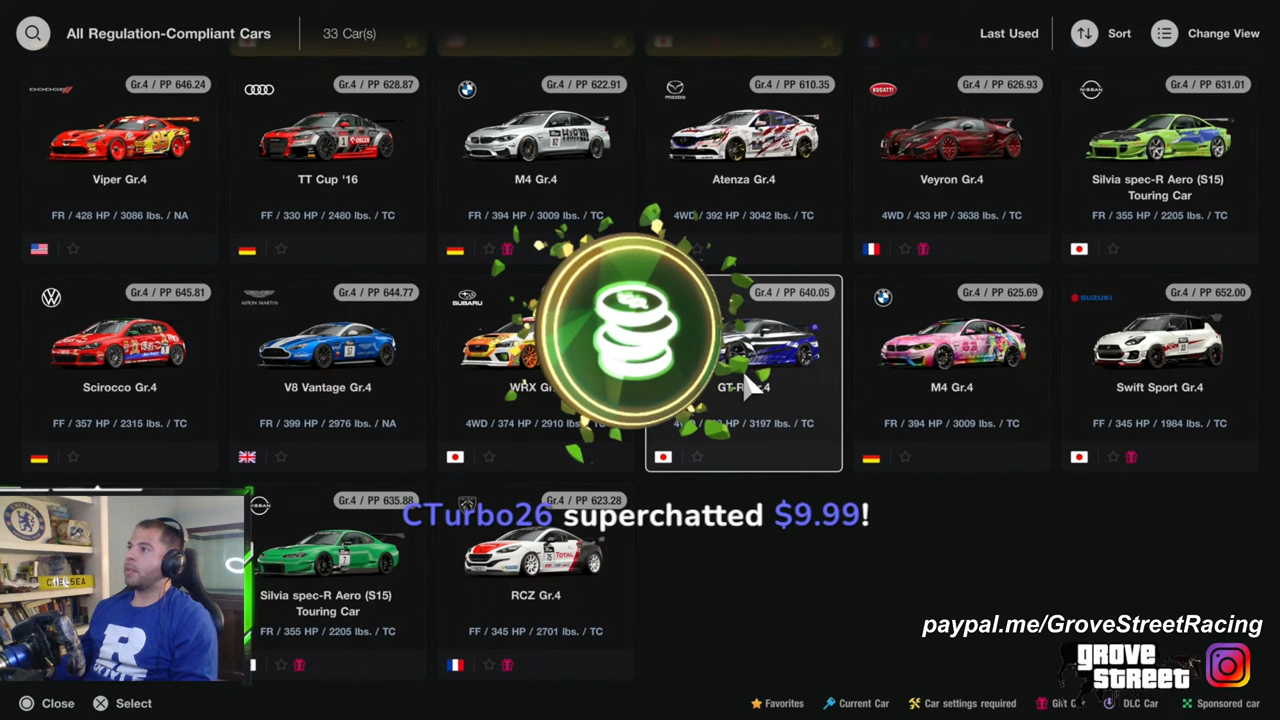 All Regulation-Compliant Cars
33 Car(s)
Last Used
Sort
Change View
DODGE
Gr.4 / PP 646.24
Gr.4 / PP 628.87
Gr.4 / PP 622.91
Gr.4 / PP 610.35
Gr.4 / PP 626.93
Gr.4 / PP 631.01
Viper Gr.4
TT Cup '16
M4 Gr.4
Atenza Gr.4
Veyron Gr.4
Silvia spec-R Aero (S15)
Touring Car
FR / 428 HP / 3086 lbs. / NA
FF / 330 HP / 2480 lbs. / TC
FR / 394 HP / 3009 lbs. / TC
4WD / 392 HP / 3042 lbs. / TC
4WD / 433 HP / 3638 lbs. / TC
FR / 355 HP / 2205 lbs. / TC
Gr.4 / PP 645.81
ASTON MARTIN
Gr.4 / PP 644.77
SUBARU
Gr.4 / PP 640.05
Gr.4 / PP 625.69
SUZUKI
Gr.4 / PP 652.00
Scirocco Gr.4
V8 Vantage Gr.4
WRX
M4 Gr.4
Swift Sport Gr.4
FF / 357 HP / 2315 lbs. / TC
FR / 399 HP / 2976 lbs. / NA
4WD / 374 HP / 2910 lbs.
HP / 3197 lbs. / TC
FR / 394 HP / 3009 lbs. / TC
FF / 345 HP / 1984 lbs. / TC
Gr.4 / PP 635.88
Gr.4 / PP 623.28
CTurbo26 superchatted $9.99!
Silvia spec-R Aero (S15)
Touring Car
RCZ Gr.4
FR / 355 HP / 2205 lbs. / TC
FF / 345 HP / 2701 lbs. / TC
CHELSEA
paypal.me/GroveStreetRacing
grove
street
Close
Select
Favorites
Current Car
Car settings required
DLC Car
Sponsored car